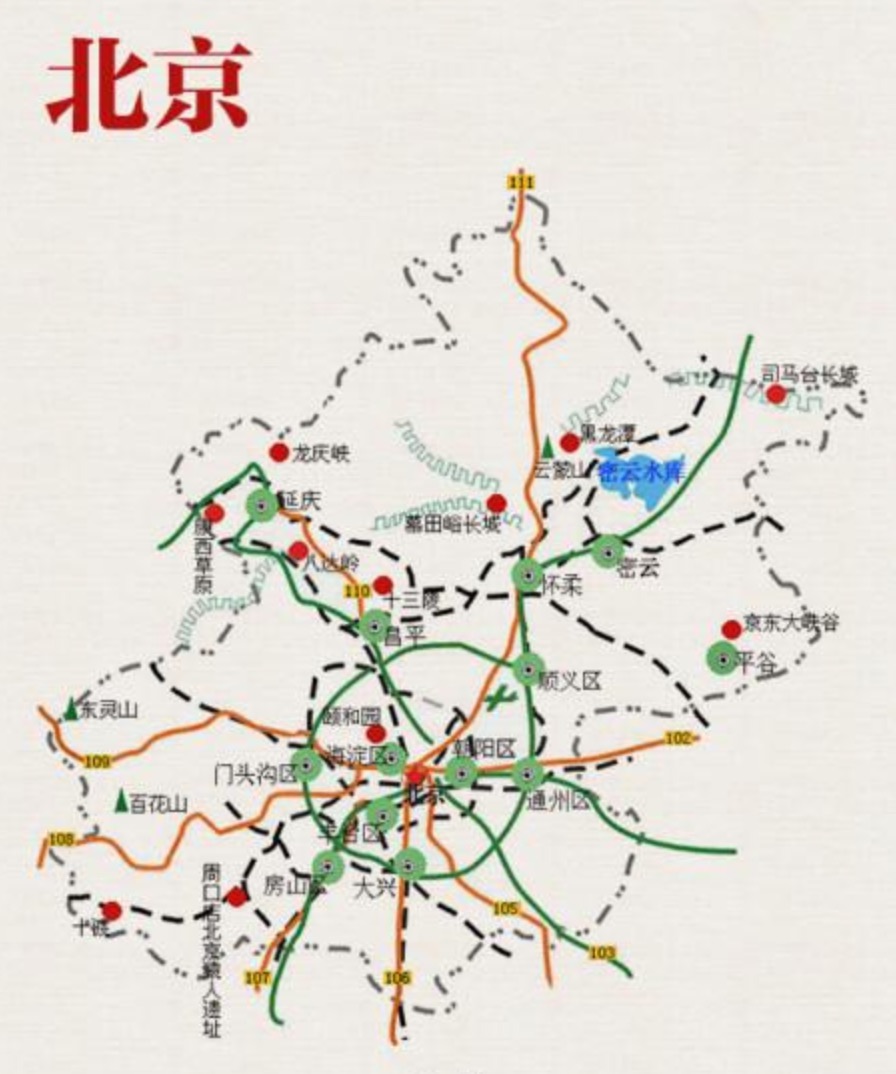 北京
111
司马台长城
黑龙潭
龙庆峡
云蒙山
密云水库
延庆
慕田峪长城
八达岭
密云
怀柔
110
十三陵
昌平
京东大峡谷
平谷
顺义区
东灵山
颐和园
102
朝阳区
海淀区
109
门头沟区
北京
通州区
百花山
丰台区
108
房山区
大兴
周口店北京猿人遗址
105
十渡
103
107
106